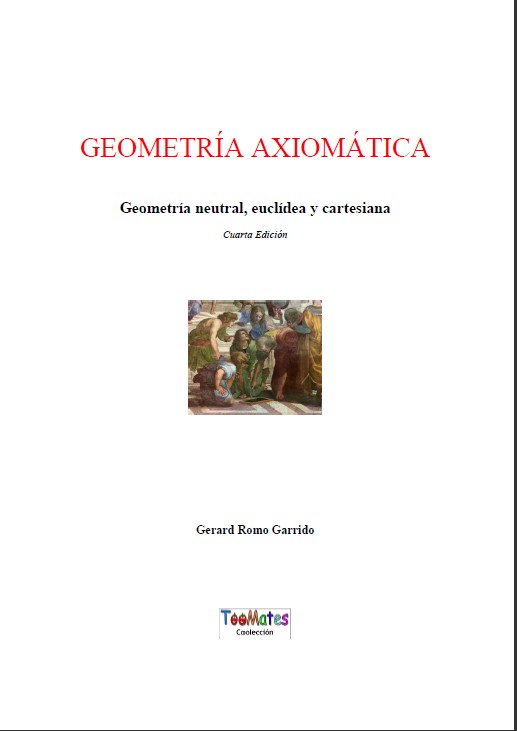 GEOMETRÍA AXIOMÁTICA
Geometría neutral, euclídea y cartesiana
Cuarta Edición
Gerard Romo Garrido
TooMates
Coolección